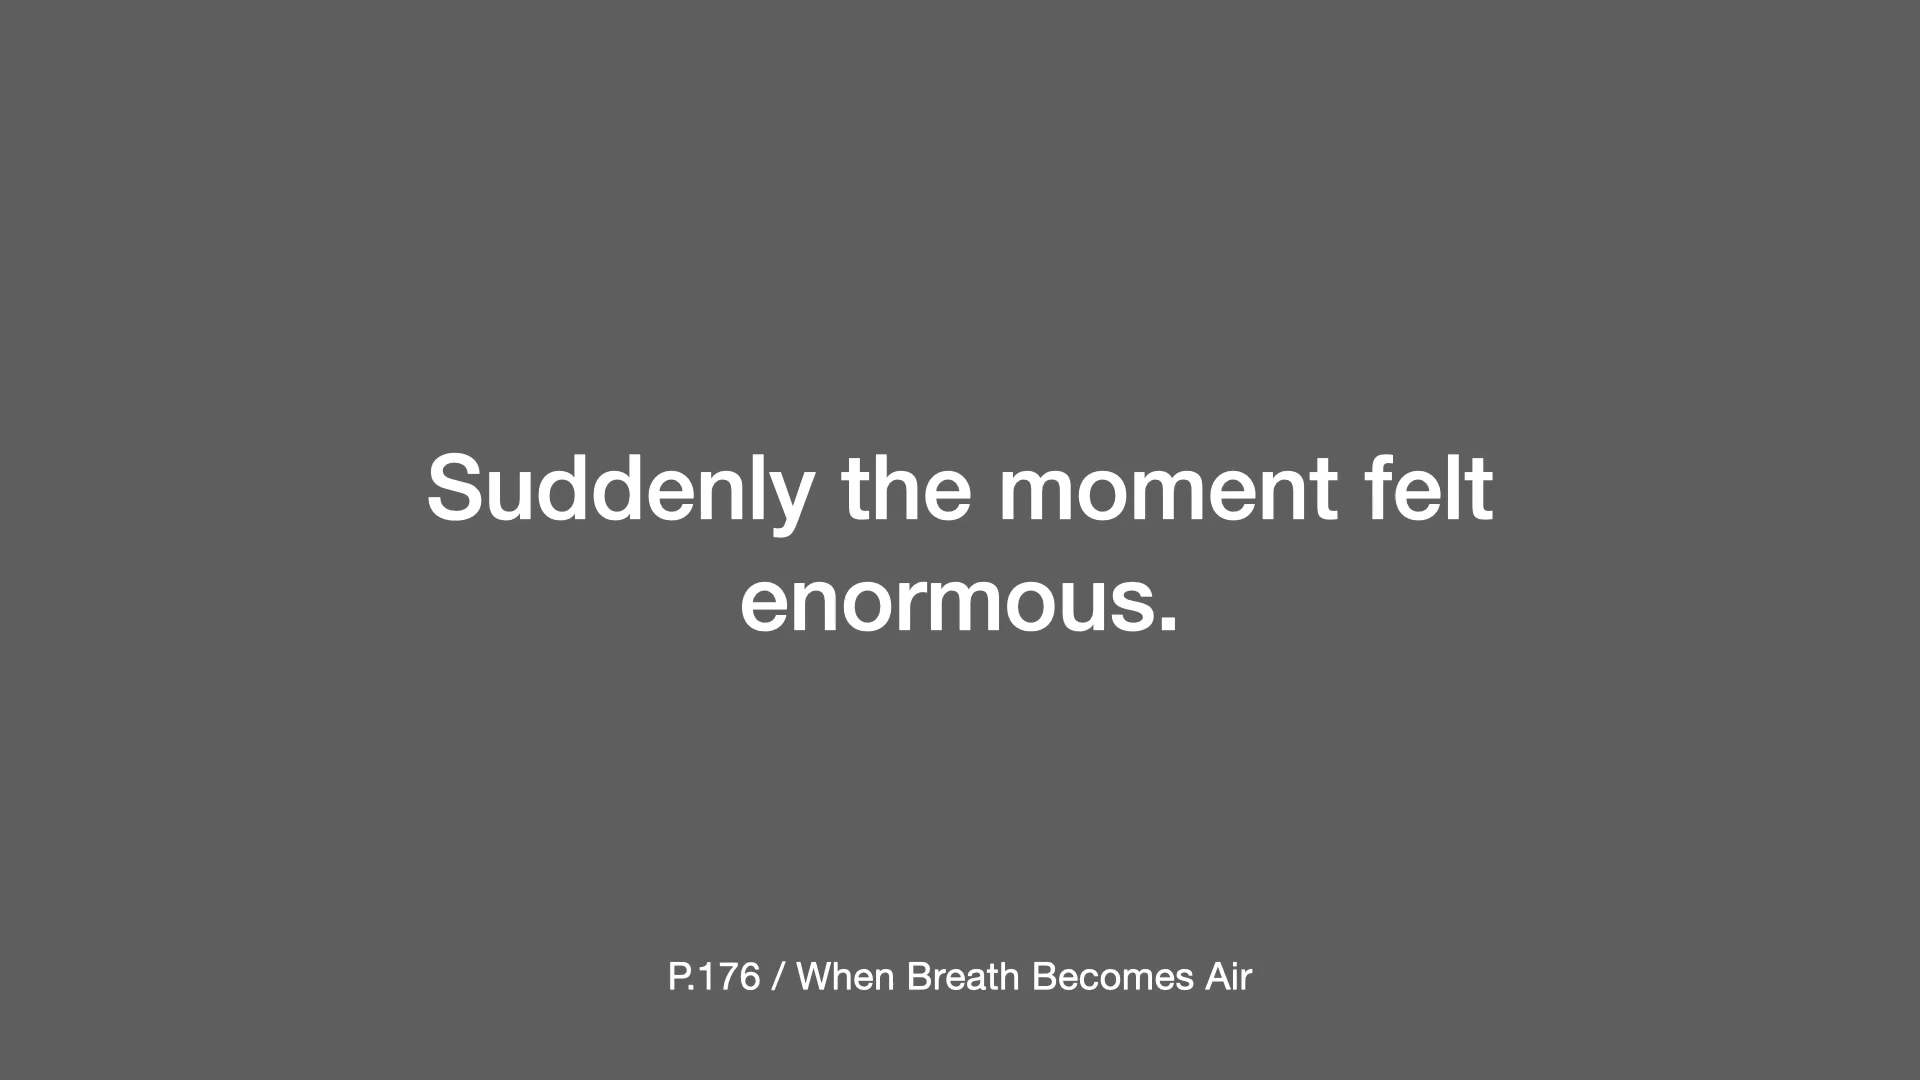 Suddenly the moment felt
enormous.
P.176 / When Breath Becomes Air